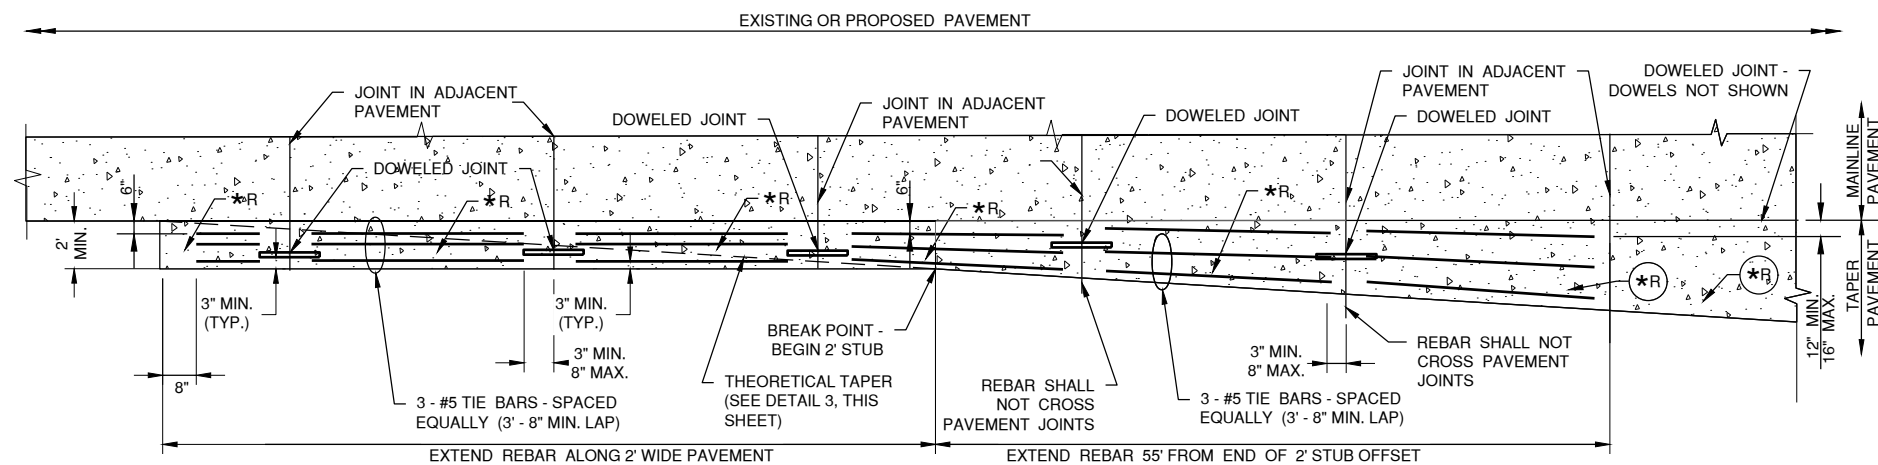 EXISTING OR PROPOSED PAVEMENT
JOINT IN ADJACENT
PAVEMENT
DOWELED JOINT
JOINT IN ADJACENT
PAVEMENT
DOWELED JOINT
JOINT IN ADJACENT
PAVEMENT
DOWELED JOINT
DOWELED JOINT -
DOWELS NOT SHOWN
MAINLINE
PAVEMENT
DOWELED JOINT
6"
*R
*R
*R
6"
*R
*R
2'
MIN.
*R
*R
TAPER
PAVEMENT
12" MIN.
16" MAX.
3" MIN.
(TYP.)
3" MIN.
(TYP.)
BREAK POINT -
BEGIN 2' STUB
3" MIN.
8" MAX.
3" MIN.
8" MAX.
REBAR SHALL NOT
CROSS PAVEMENT
JOINTS
8"
3 - #5 TIE BARS - SPACED
EQUALLY (3' - 8" MIN. LAP)
THEORETICAL TAPER
(SEE DETAIL 3, THIS
SHEET)
REBAR SHALL
NOT CROSS
PAVEMENT JOINTS
3 - #5 TIE BARS - SPACED
EQUALLY (3' - 8" MIN. LAP)
EXTEND REBAR ALONG 2' WIDE PAVEMENT
EXTEND REBAR 55' FROM END OF 2' STUB OFFSET